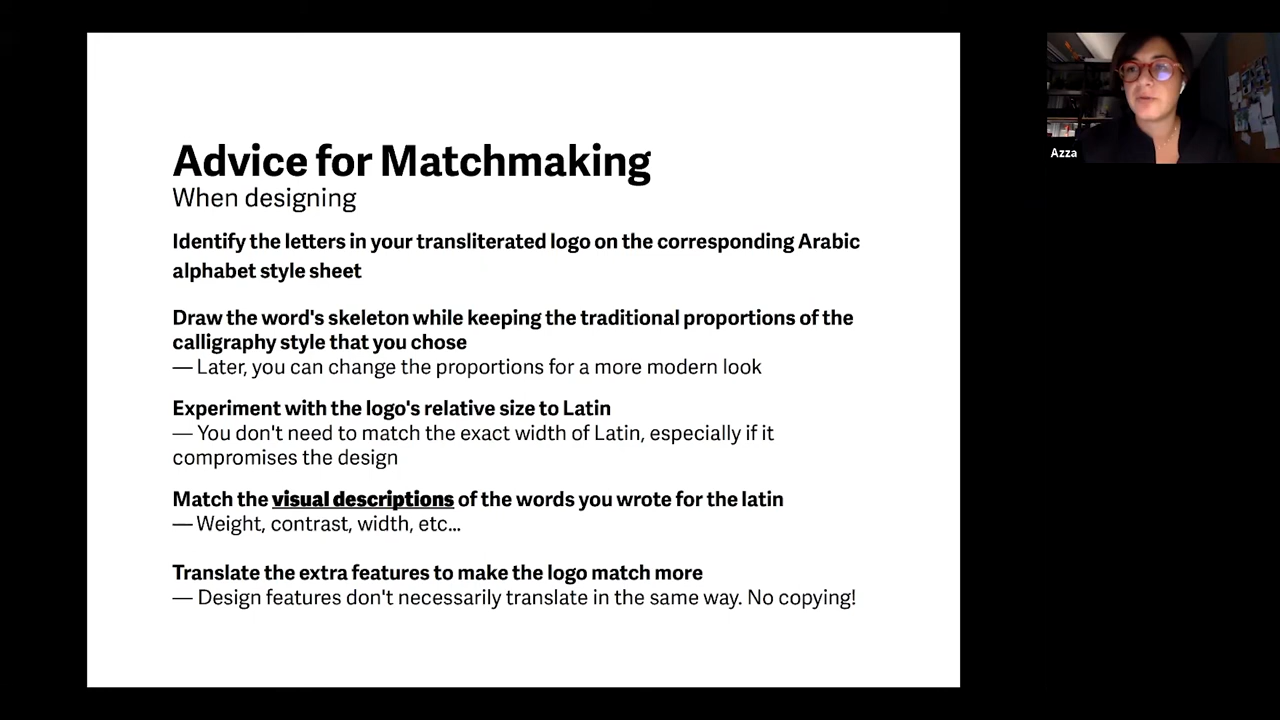 Advice for Matchmaking
When designing
Identify the letters in your transliterated logo on the corresponding Arabic
alphabet style sheet
Draw the word's skeleton while keeping the traditional proportions of the
calligraphy style that you chose
— Later, you can change the proportions for a more modern look
Experiment with the logo's relative size to Latin
— You don't need to match the exact width of Latin, especially if it
compromises the design
Match the visual descriptions of the words you wrote for the latin
— Weight, contrast, width, etc...
Translate the extra features to make the logo match more
— Design features don't necessarily translate in the same way. No copying!
Azza